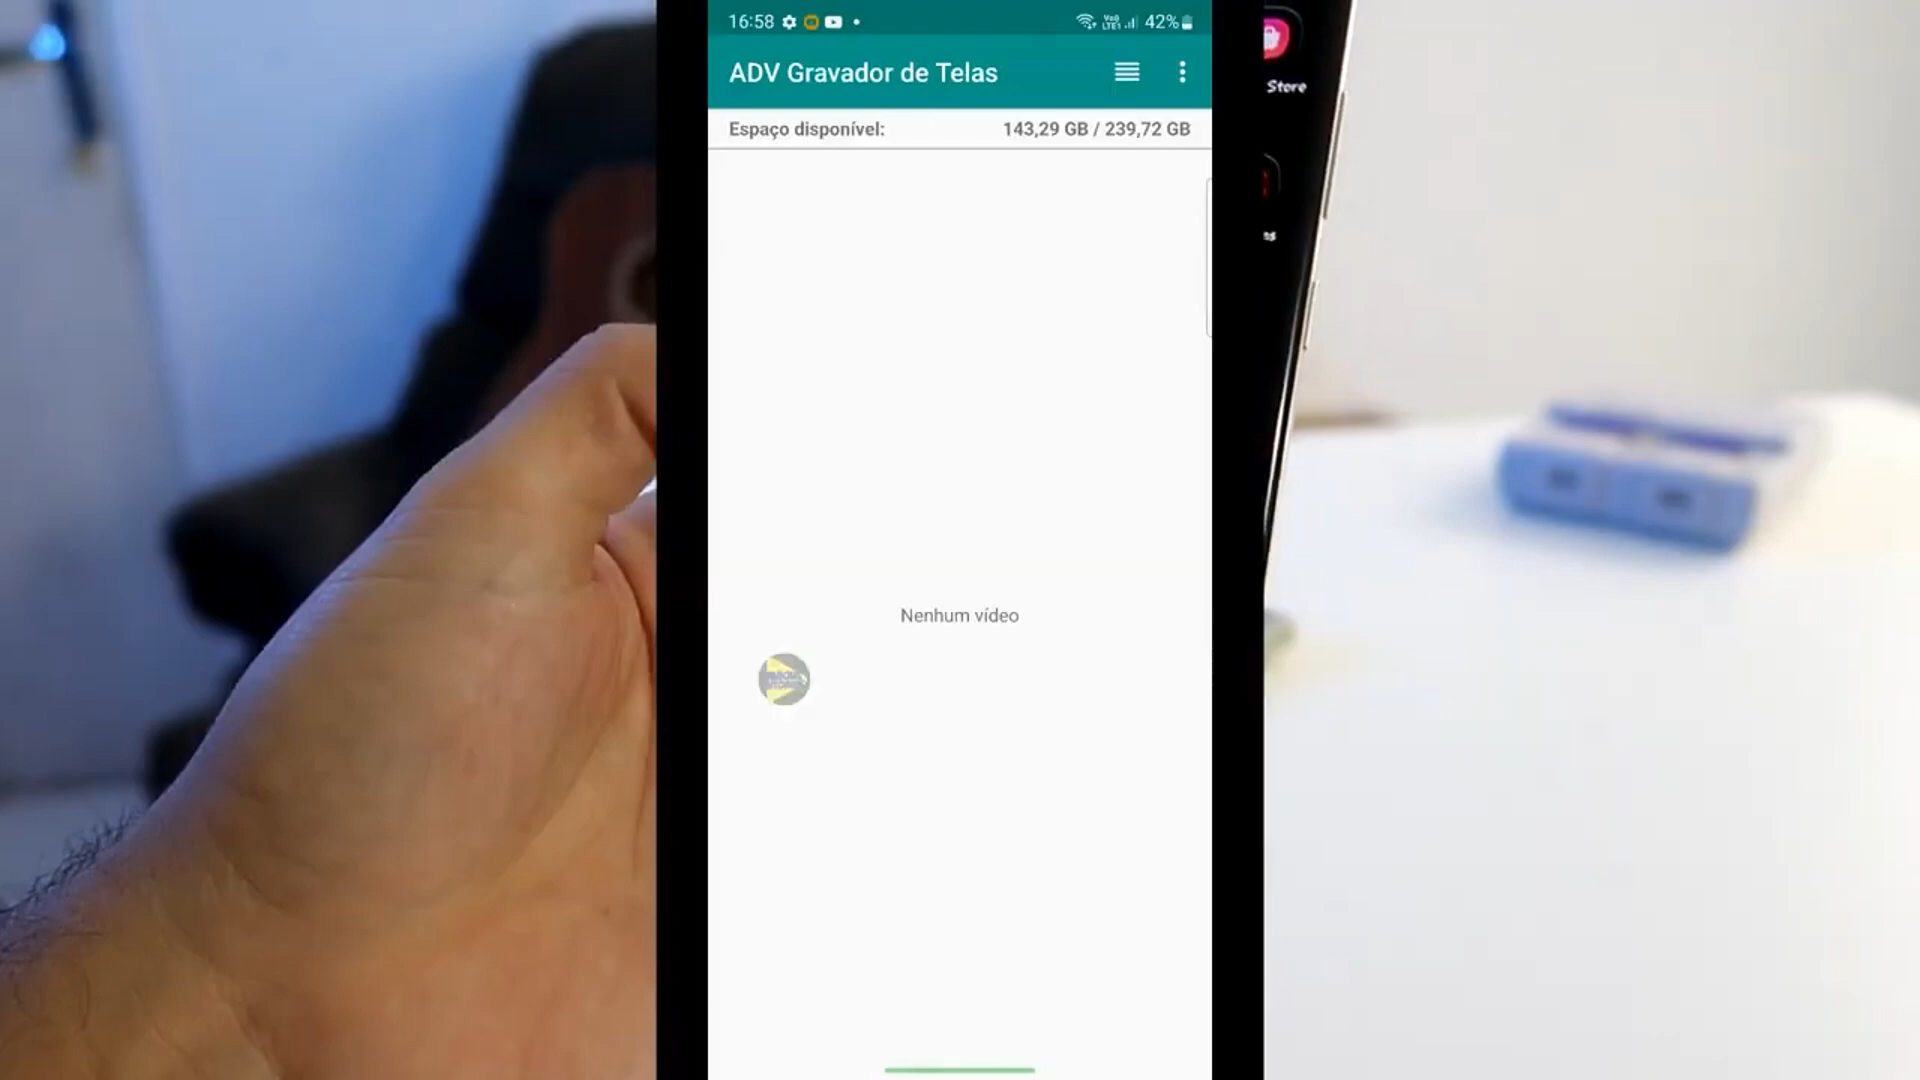 16:58
42%
ADV Gravador de Telas
Espaço disponível:
143,29 GB / 239,72 GB
Nenhum vídeo
Store